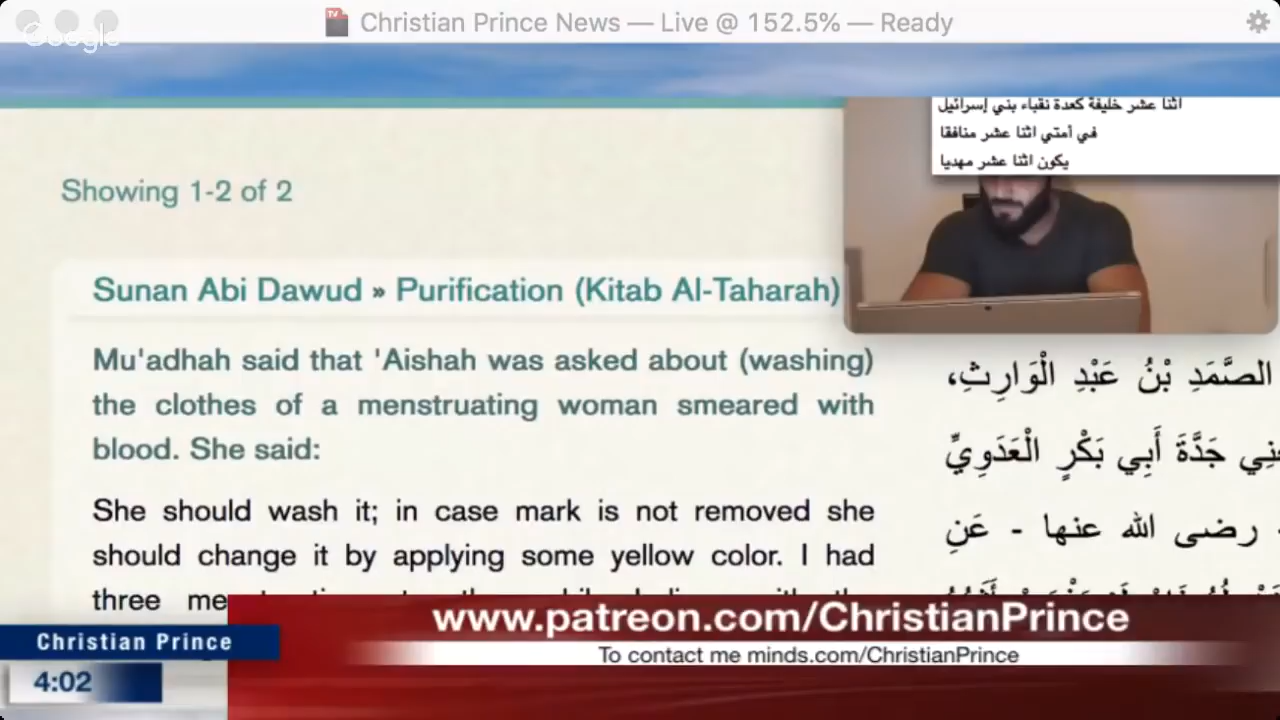 Christian Prince News — Live @ 152.5% — Ready
Google
اثنا عشر خليفة كعدة نقباء بني إسرائيل
في أمتي اثنا عشر منافقا
يكون اثنا عشر مهديا
Showing 1-2 of 2
Sunan Abi Dawud » Purification (Kitab Al-Taharah)
Mu'adhah said that 'Aishah was asked about (washing)
the clothes of a menstruating woman smeared with
blood. She said:
She should wash it; in case mark is not removed she
should change it by applying some yellow color. I had
three
الصَّمَدِ بْنُ عَبْدِ الْوَارِثِ،
جَدَّةَ أَبِي بَكْرٍ الْعَدَوِيِّ
- رضى الله عنها - عَنِ
www.patreon.com/ChristianPrince
To contact me minds.com/ChristianPrince
Christian Prince
4:02